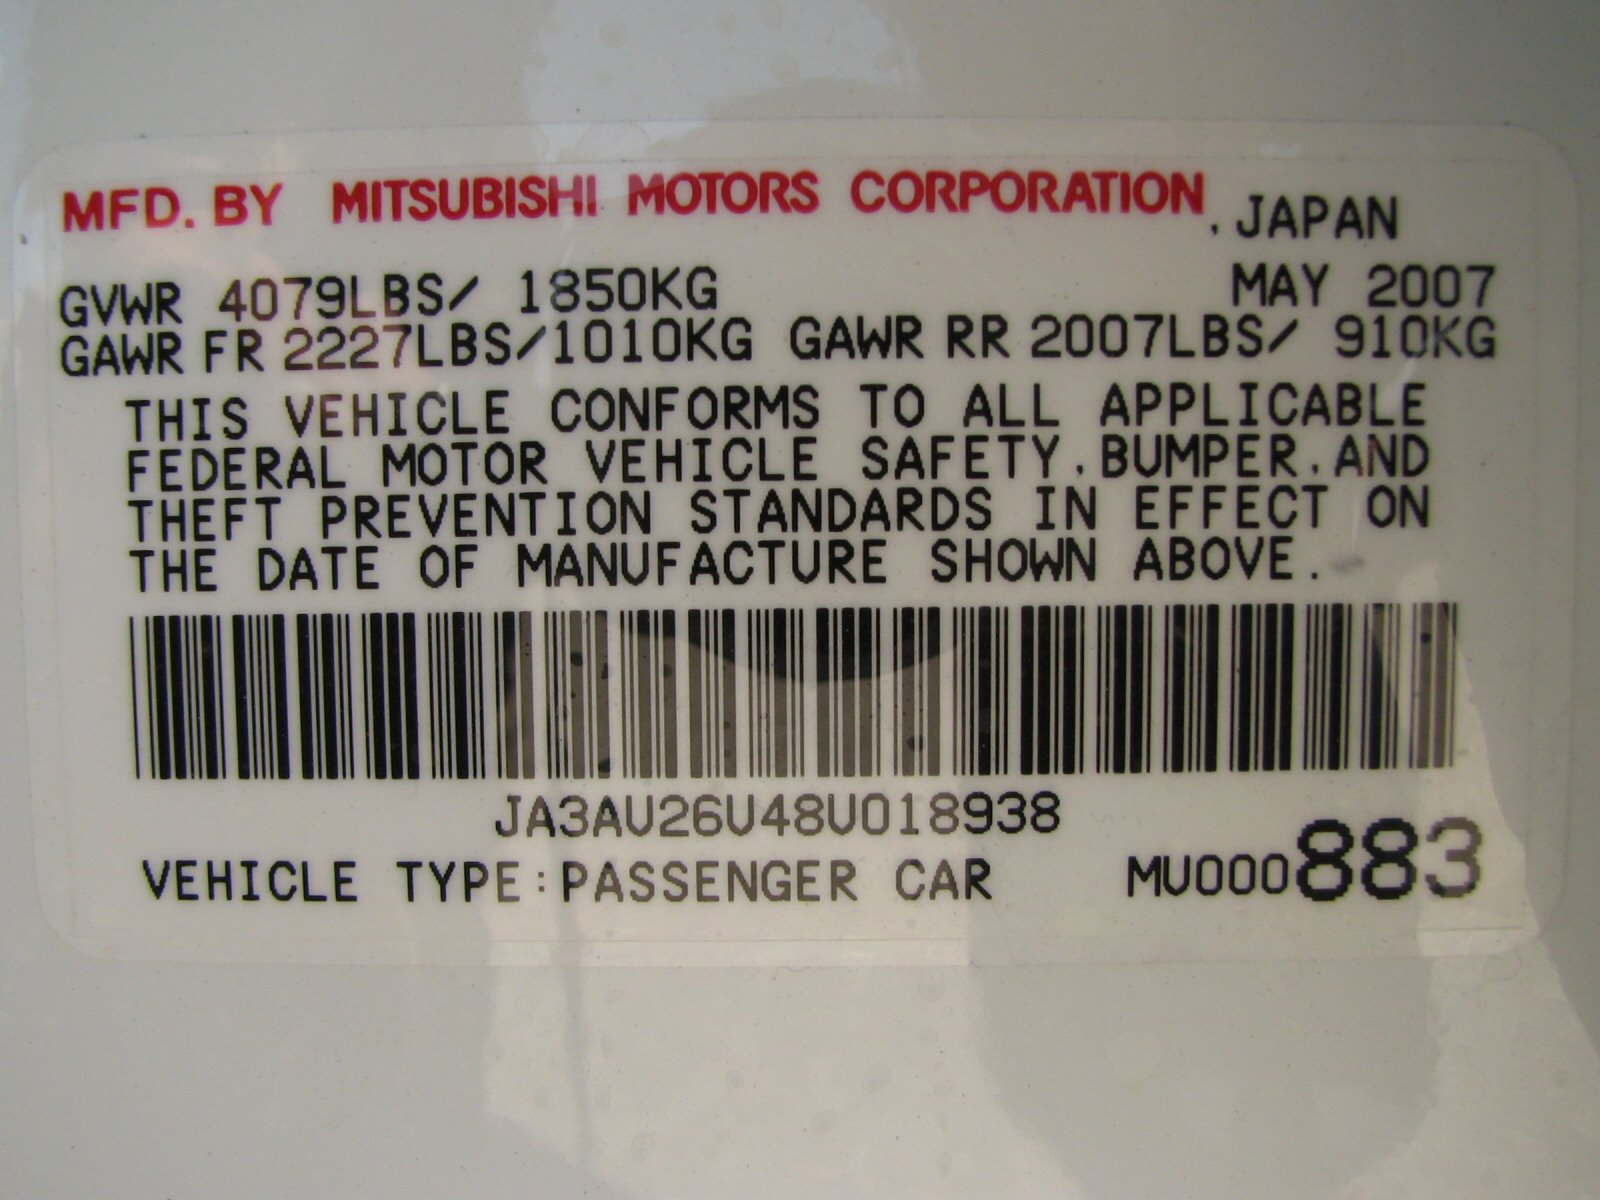 MFD. BY MITSUBISHI MOTORS CORPORATION, JAPAN
GVWR 4079LBS/ 1850KG MAY 2007
GAWR FR 2227LBS/1010KG GAWR RR 2007LBS/ 910KG
THIS VEHICLE CONFORMS TO ALL APPLICABLE
FEDERAL MOTOR VEHICLE SAFETY, BUMPER, AND
THEFT PREVENTION STANDARDS IN EFFECT ON
THE DATE OF MANUFACTURE SHOWN ABOVE.
JA3AU26U48U018938
VEHICLE TYPE:PASSENGER CAR MU000883